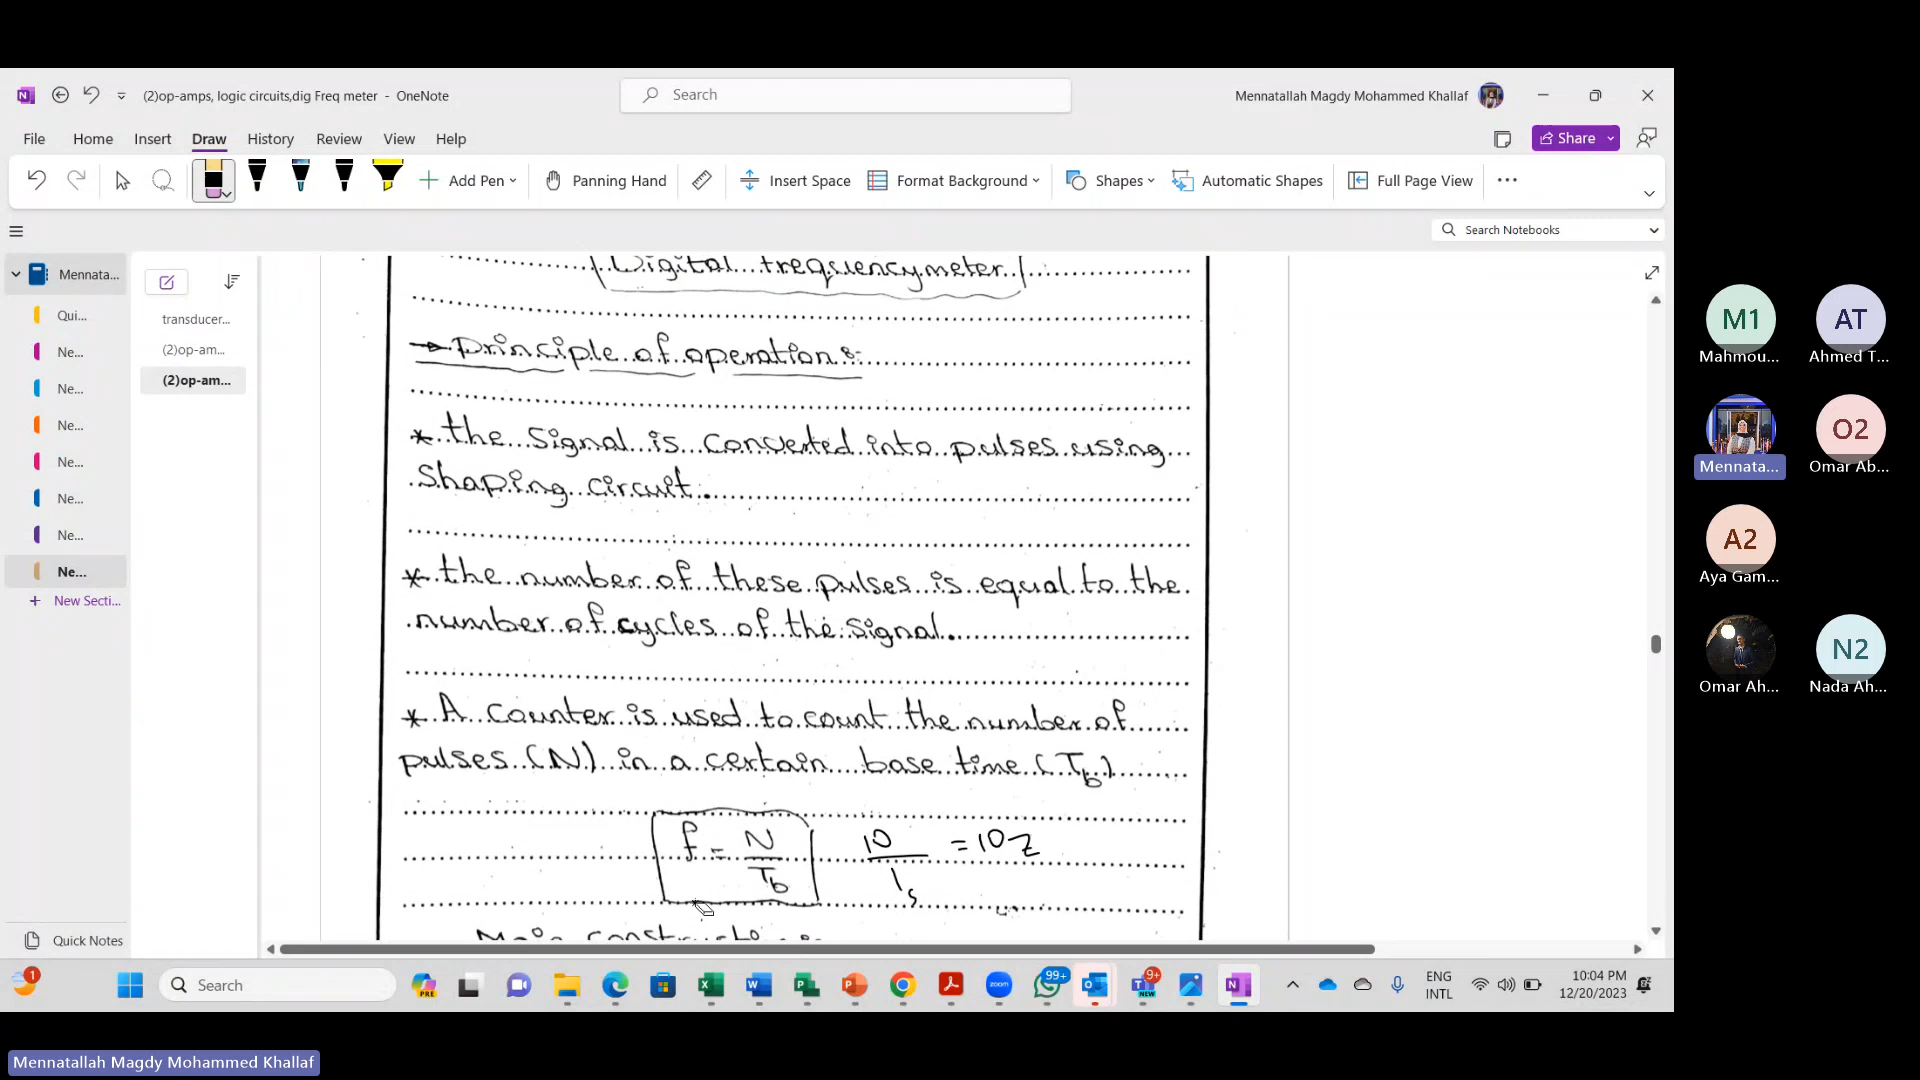 (2)op-amps, logic circuits,dig Freq meter - OneNote
Search
Mennatallah Magdy Mohammed Khallaf
File Home Insert Draw History Review View Help
Share
Add Pen
Panning Hand
Insert Space
Format Background
Shapes
Automatic Shapes
Full Page View
Search Notebooks
Mennata...
Qui...
Ne...
Ne...
Ne...
Ne...
Ne...
Ne...
Ne...
New Secti...
Quick Notes
transducer...
(2)op-am...
(2)op-am...
Digital frequency meter
Principle of operation:
* the signal is converted into pulses using
shaping circuit.
* the number of these pulses is equal to the
number of cycles of the signal.
* A counter is used to count the number of
pulses (N) in a certain base time (Tb)
f = N/Tb 10/1s = 10 Z
M1
Mahmou...
AT
Ahmed T...
Mennata...
O2
Omar Ab...
A2
Aya Gam...
Omar Ah...
N2
Nada Ah...
1
Search
PRE
zoom
99+
9+
NEW
ENG
INTL
10:04 PM
12/20/2023
Mennatallah Magdy Mohammed Khallaf